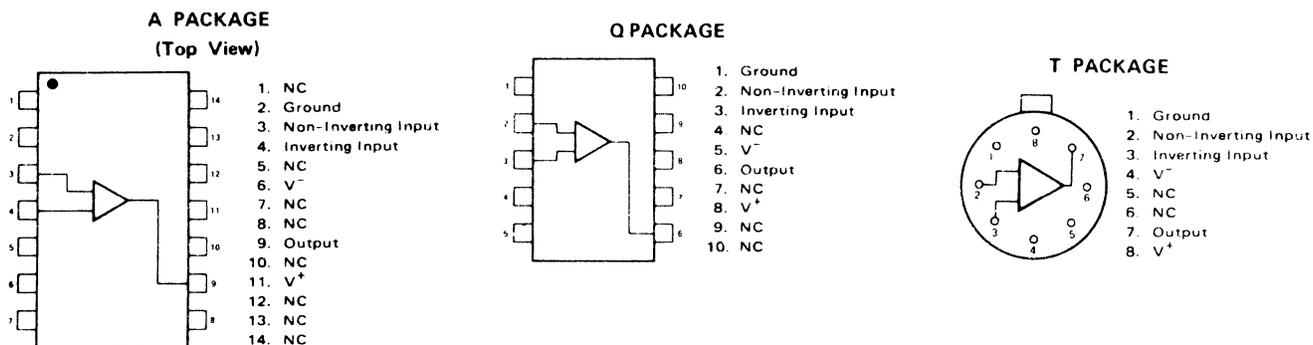 A PACKAGE
(Top View)
1
2
3
4
5
6
7
14
13
12
11
10
9
8
1. NC
2. Ground
3. Non-Inverting Input
4. Inverting Input
5. NC
6. V⁻
7. NC
8. NC
9. Output
10. NC
11. V⁺
12. NC
13. NC
14. NC
Q PACKAGE
1
2
3
4
5
10
9
8
7
6
1. Ground
2. Non-Inverting Input
3. Inverting Input
4. NC
5. V⁻
6. Output
7. NC
8. V⁺
9. NC
10. NC
T PACKAGE
1
2
3
4
5
6
7
8
1. Ground
2. Non-Inverting Input
3. Inverting Input
4. V⁻
5. NC
6. NC
7. Output
8. V⁺